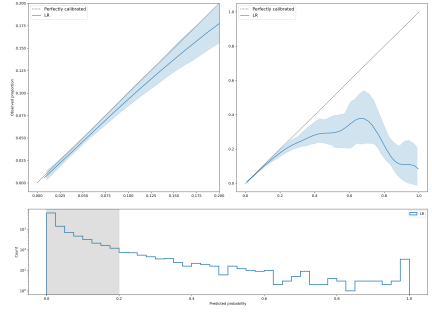 Perfectly calibrated
LR
0.200
0.175
0.150
0.125
0.100
0.075
0.050
0.025
0.000
Observed proportion
0.000 0.025 0.050 0.075 0.100 0.125 0.150 0.175 0.200
Perfectly calibrated
LR
1.0
0.8
0.6
0.4
0.2
0.0
0.0 0.2 0.4 0.6 0.8 1.0
LR
Count
0.0 0.2 0.4 0.6 0.8 1.0
Predicted probability